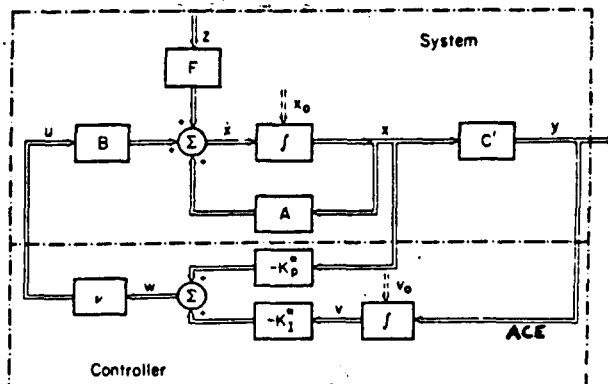 z
System
F
x₀
u
B
Σ
ẋ
∫
x
C'
y
A
-K*p
v₀
ν
w
Σ
-K*I
v
∫
ACE
Controller